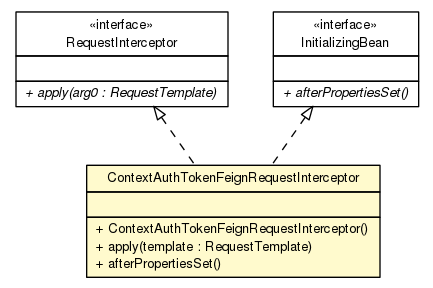 «interface»
RequestInterceptor
+ apply(arg0 : RequestTemplate)
«interface»
InitializingBean
+ afterPropertiesSet()
ContextAuthTokenFeignRequestInterceptor
+ ContextAuthTokenFeignRequestInterceptor()
+ apply(template : RequestTemplate)
+ afterPropertiesSet()